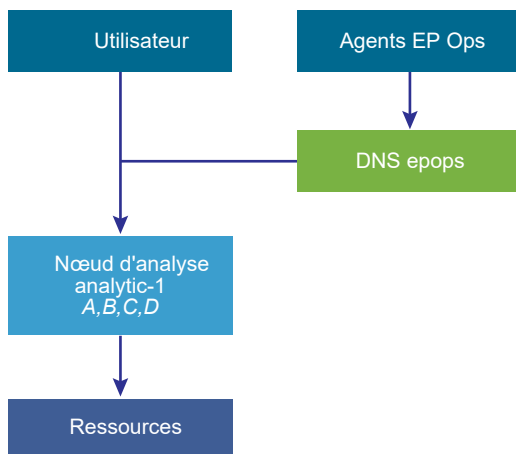 Utilisateur
Agents EP Ops
DNS epops
Nœud d'analyse
analytic-1
A,B,C,D
Ressources